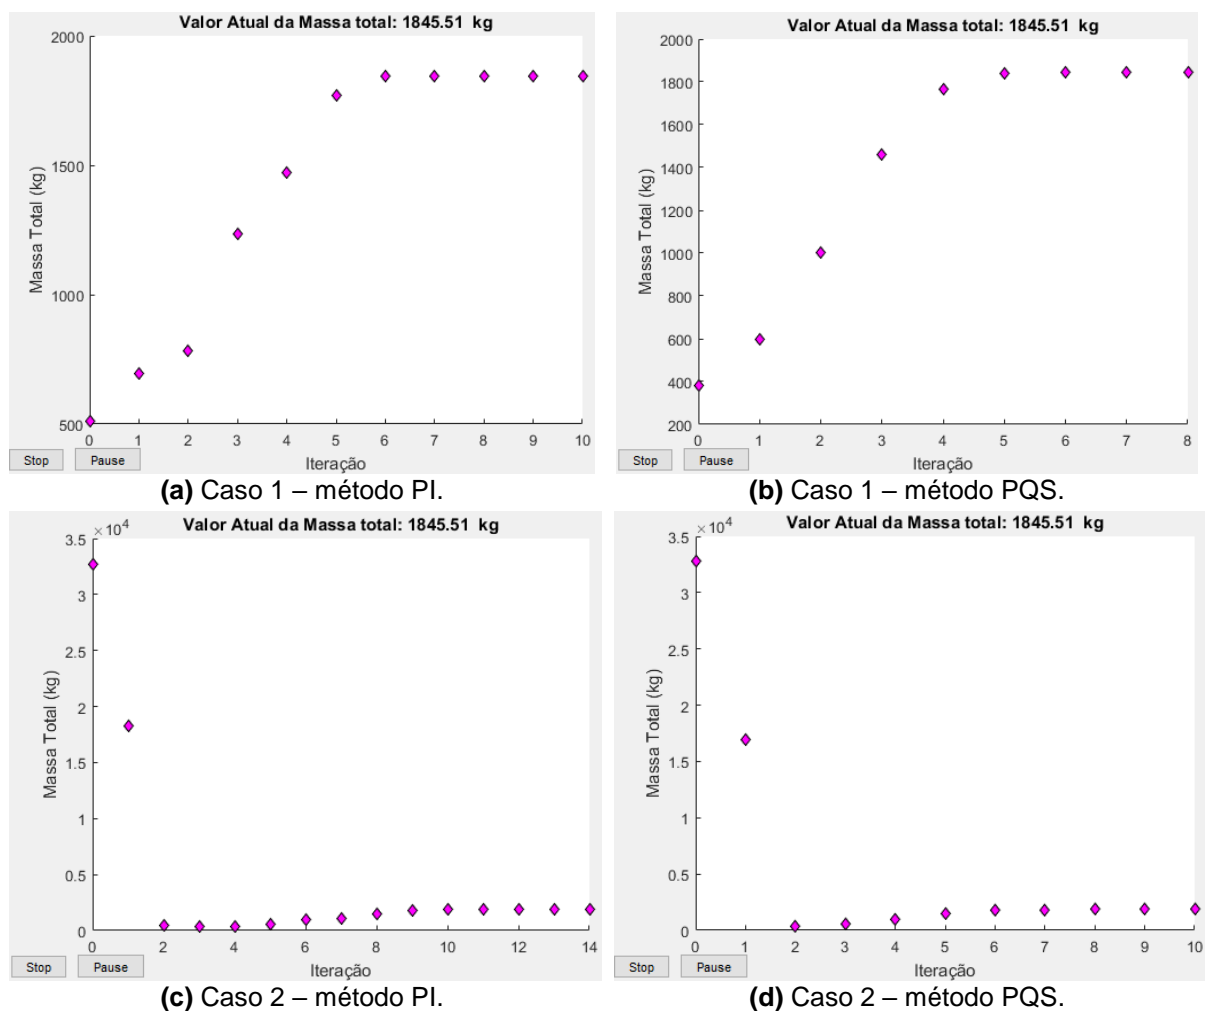 Valor Atual da Massa total: 1845.51 kg
2000
1500
1000
500
Massa Total (kg)
0 1 2 3 4 5 6 7 8 9 10
Iteração
Stop Pause
(a) Caso 1 – método PI.
Valor Atual da Massa total: 1845.51 kg
2000
1800
1600
1400
1200
1000
800
600
400
200
Massa Total (kg)
0 1 2 3 4 5 6 7 8
Iteração
Stop Pause
(b) Caso 1 – método PQS.
Valor Atual da Massa total: 1845.51 kg
×10⁴
3.5
3
2.5
2
1.5
1
0.5
0
Massa Total (kg)
0 2 4 6 8 10 12 14
Iteração
Stop Pause
(c) Caso 2 – método PI.
Valor Atual da Massa total: 1845.51 kg
×10⁴
3.5
3
2.5
2
1.5
1
0.5
0
Massa Total (kg)
0 1 2 3 4 5 6 7 8 9 10
Iteração
Stop Pause
(d) Caso 2 – método PQS.